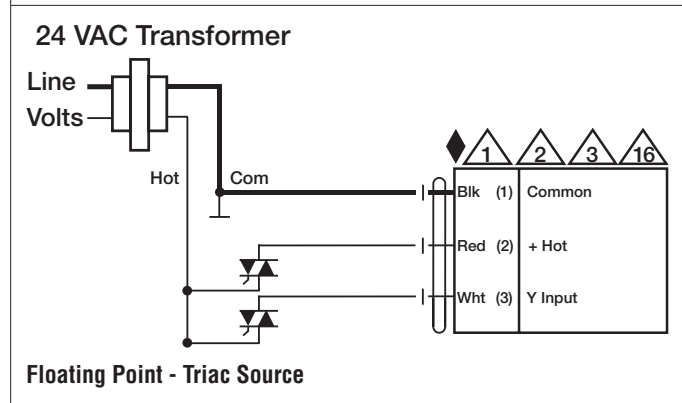 24 VAC Transformer
Line
Volts
Hot Com
1 2 3 16
Blk (1) Common
Red (2) + Hot
Wht (3) Y Input
Floating Point - Triac Source